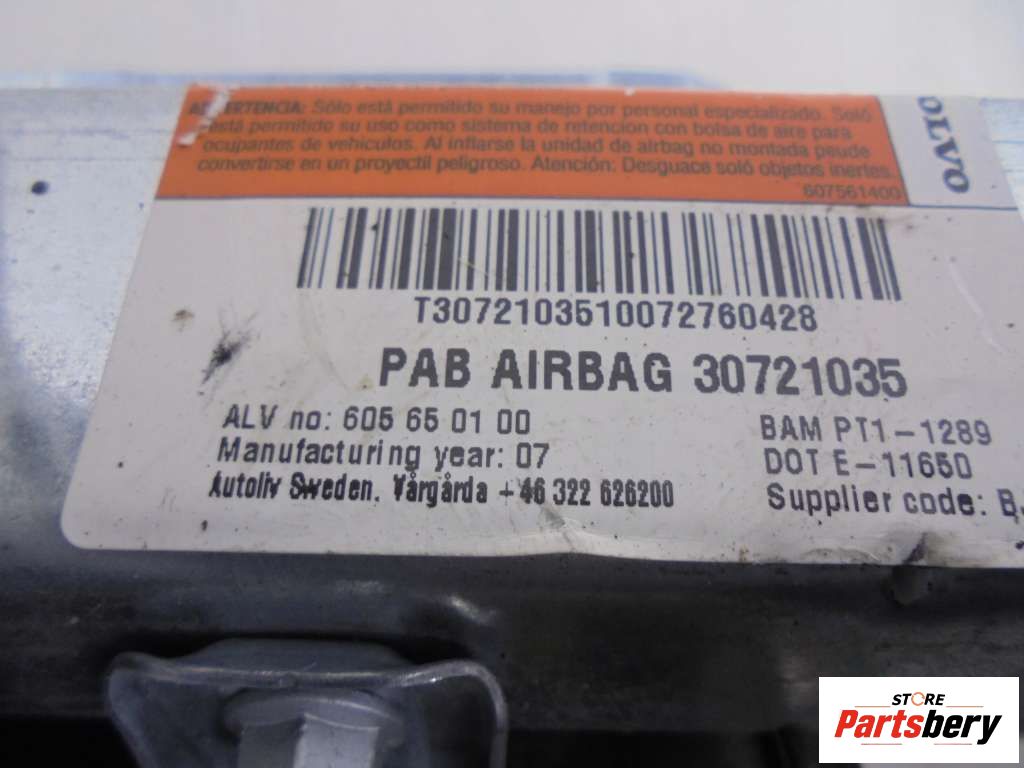 ADVERTENCIA: Sólo está permitido su manejo por personal especializado. Soló
está permitido su uso como sistema de retención con bolsa de aire para
ocupantes de vehículos. Al inflarse la unidad de airbag no montada peude
convertirse en un proyectil peligroso. Atención: Desguace soló objetos inertes.
607561400
VOLVO
T3072103510072760428
PAB AIRBAG 30721035
ALV no: 605 65 01 00
BAM PT1-1289
Manufacturing year: 07
DOT E-11650
Autoliv Sweden. Vårgårda +46 322 626200
Supplier code: B
STORE
Partsbery